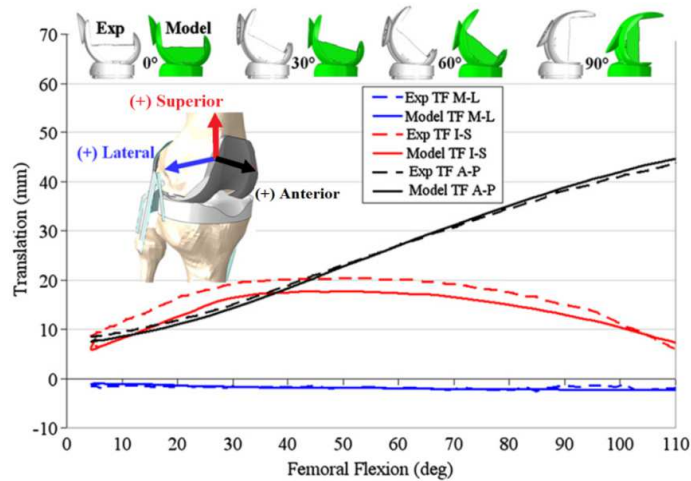 70
60
50
40
30
20
10
0
-10
Translation (mm)
Exp Model
0° 30° 60° 90°
(+) Superior
(+) Lateral
(+) Anterior
Exp TF M-L
Model TF M-L
Exp TF I-S
Model TF I-S
Exp TF A-P
Model TF A-P
0 10 20 30 40 50 60 70 80 90 100 110
Femoral Flexion (deg)